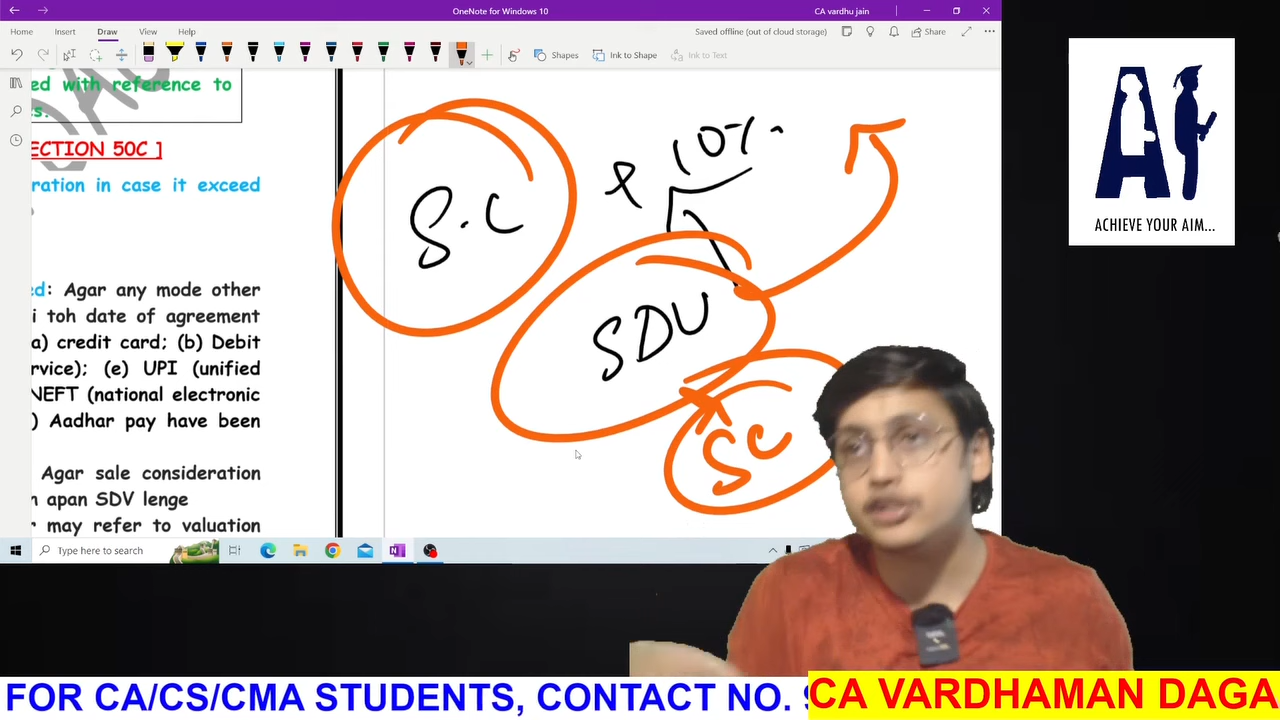 OneNote for Windows 10
CA vardhu jain
Home Insert Draw View Help
Saved offline (out of cloud storage)
Share
Shapes
Ink to Shape
Ink to Text
ed with reference to
s.
ECTION 50C ]
ration in case it exceed
ed: Agar any mode other
i toh date of agreement
a) credit card; (b) Debit
rvice); (e) UPI (unified
NEFT (national electronic
) Aadhar pay have been
Agar sale consideration
n apan SDV lenge
r may refer to valuation
S.C
+ 10%
SDV
SC
Type here to search
A
ACHIEVE YOUR AIM...
FOR CA/CS/CMA STUDENTS, CONTACT NO. 9
CA VARDHAMAN DAGA